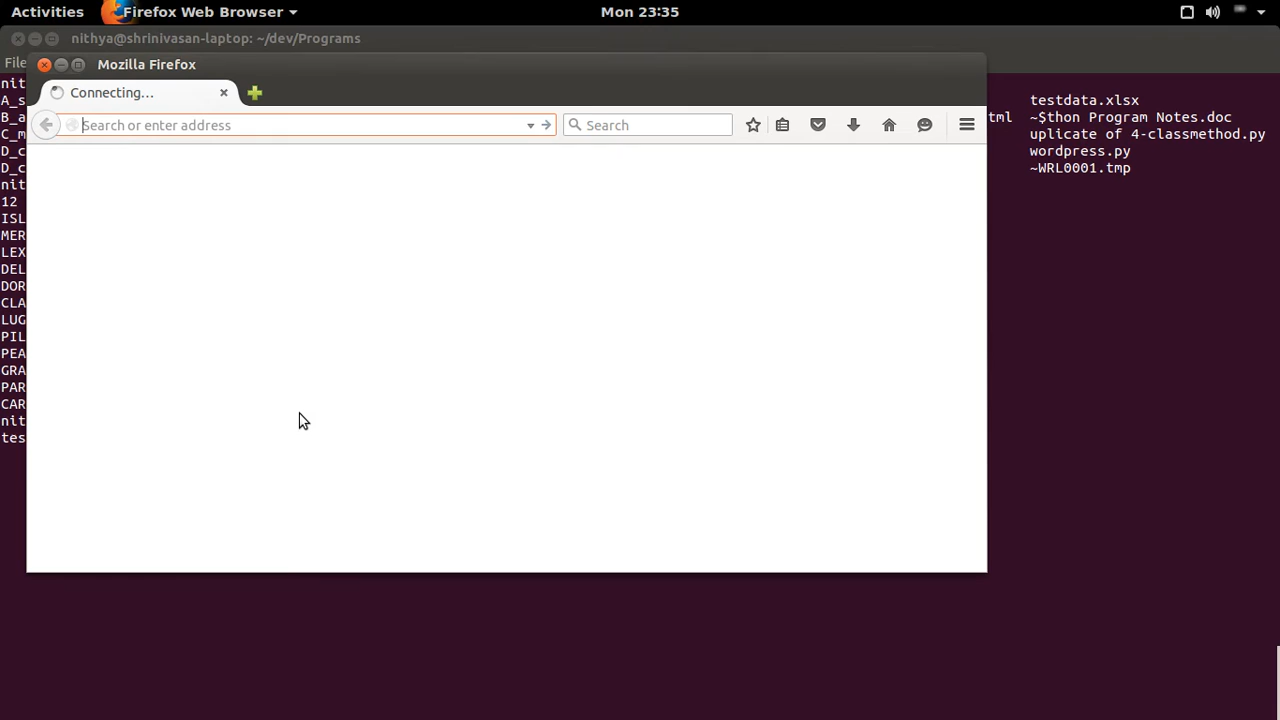 Activities Firefox Web Browser Mon 23:35
nithya@shrinivasan-laptop: ~/dev/Programs
File
Mozilla Firefox
Connecting...
Search or enter address Search
nit
A_s testdata.xlsx
B_a tml ~$thon Program Notes.doc
C_m uplicate of 4-classmethod.py
D_c wordpress.py
D_c ~WRL0001.tmp
nit
12
ISL
MER
LEX
DEL
DOR
CLA
LUG
PIL
PEA
GRA
PAR
CAR
nit
tes